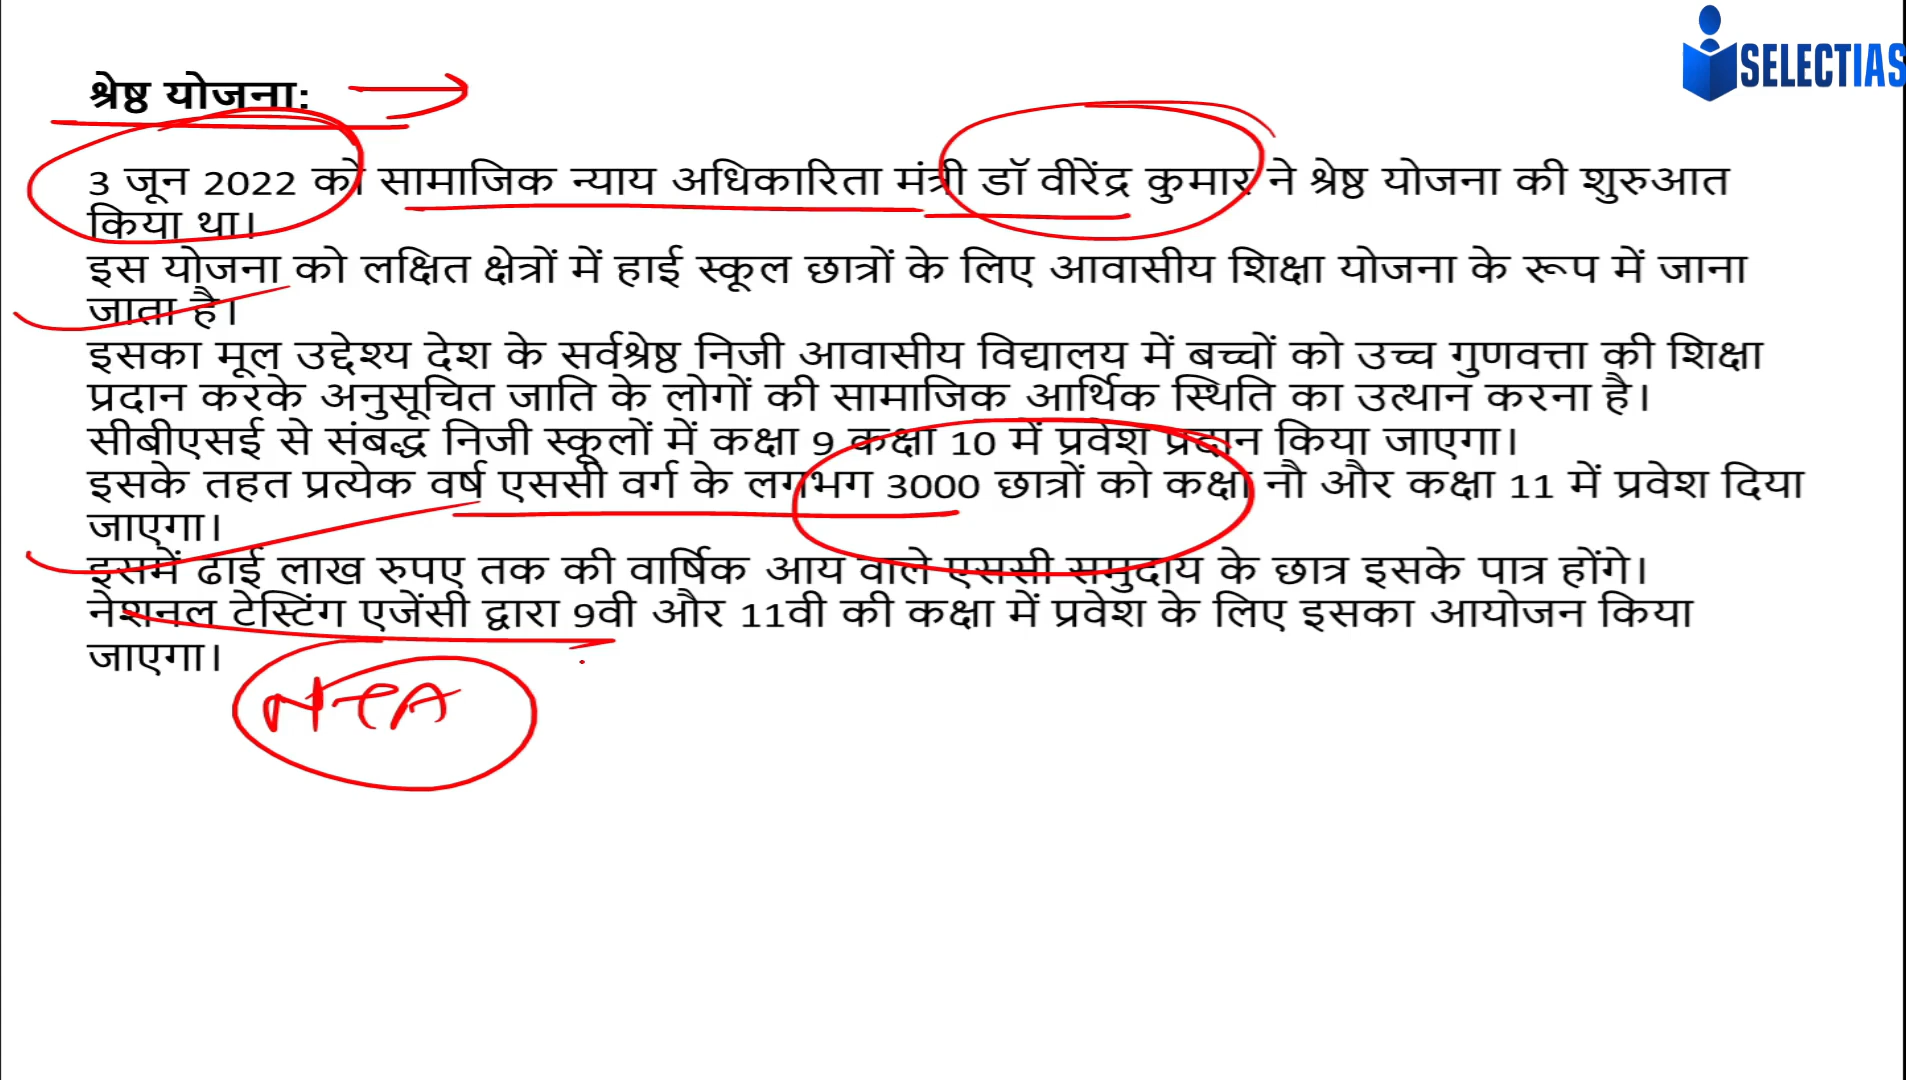 SELECTIAS
श्रेष्ठ योजना:
3 जून 2022 को सामाजिक न्याय अधिकारिता मंत्री डॉ वीरेंद्र कुमार ने श्रेष्ठ योजना की शुरुआत
किया था।
इस योजना को लक्षित क्षेत्रों में हाई स्कूल छात्रों के लिए आवासीय शिक्षा योजना के रूप में जाना
जाता है।
इसका मूल उद्देश्य देश के सर्वश्रेष्ठ निजी आवासीय विद्यालय में बच्चों को उच्च गुणवत्ता की शिक्षा
प्रदान करके अनुसूचित जाति के लोगों की सामाजिक आर्थिक स्थिति का उत्थान करना है।
सीबीएसई से संबद्ध निजी स्कूलों में कक्षा 9 कक्षा 10 में प्रवेश प्रदान किया जाएगा।
इसके तहत प्रत्येक वर्ष एससी वर्ग के लगभग 3000 छात्रों को कक्षा नौ और कक्षा 11 में प्रवेश दिया
जाएगा।
इसमें ढाई लाख रुपए तक की वार्षिक आय वाले एससी समुदाय के छात्र इसके पात्र होंगे।
नेशनल टेस्टिंग एजेंसी द्वारा 9वी और 11वी की कक्षा में प्रवेश के लिए इसका आयोजन किया
जाएगा।
NTA